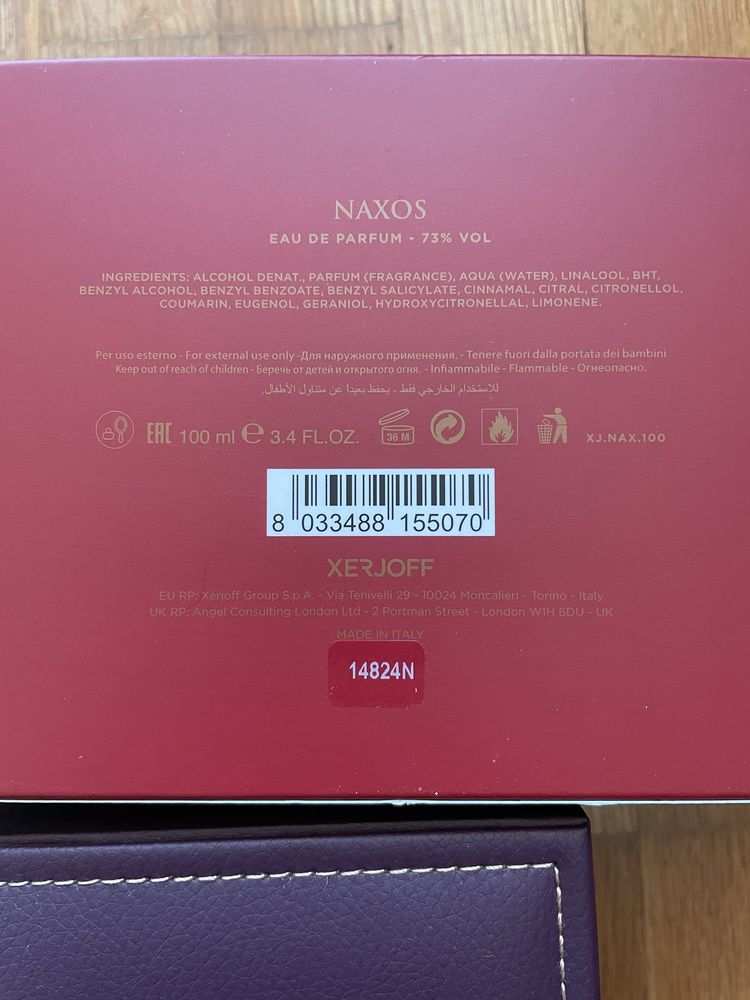 NAXOS
EAU DE PARFUM - 73% VOL
INGREDIENTS: ALCOHOL DENAT., PARFUM (FRAGRANCE), AQUA (WATER), LINALOOL, BHT,
BENZYL ALCOHOL, BENZYL BENZOATE, BENZYL SALICYLATE, CINNAMAL, CITRAL, CITRONELLOL,
COUMARIN, EUGENOL, GERANIOL, HYDROXYCITRONELLAL, LIMONENE.
Per uso esterno - For external use only -Для наружного применения. - Tenere fuori dalla portata dei bambini
Keep out of reach of children - Беречь от детей и открытого огня. - Infiammabile - Flammable - Огнеопасно.
للاستخدام الخارجي فقط - يحفظ بعيداً عن متناول الأطفال.
EAC 100 ml ℮ 3.4 FL.OZ. 36 M XJ.NAX.100
8 033488 155070
XERJOFF
EU RP: Xerjoff Group S.p.A. - Via Tenivelli 29 - 10024 Moncalieri - Torino - Italy
UK RP: Angel Consulting London Ltd - 2 Portman Street - London W1H 6DU - UK
MADE IN ITALY
14824N